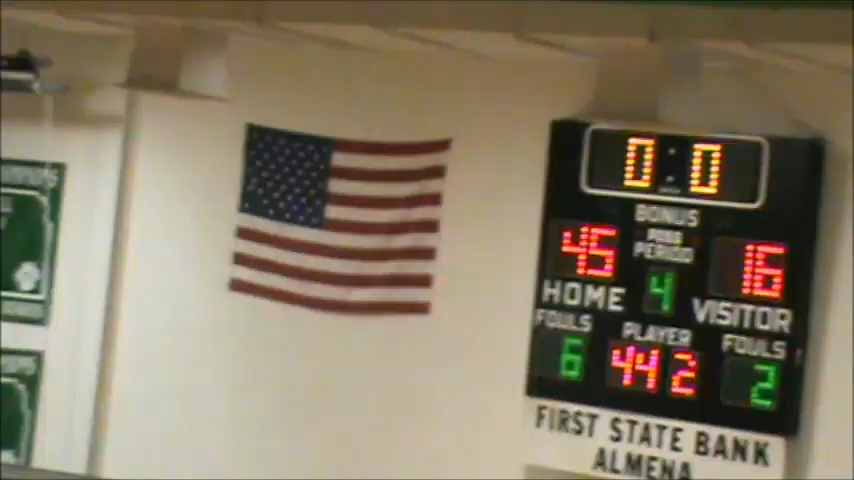 0:0
BONUS
PERIOD
45 4 16
HOME VISITOR
FOULS PLAYER FOULS
6 44 2 2
FIRST STATE BANK
ALMENA